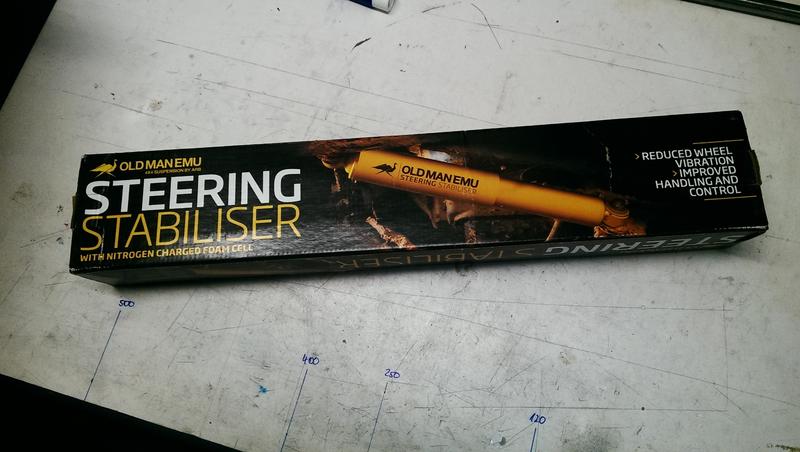 OLD MAN EMU
4X4 SUSPENSION BY ARB
STEERING
STABILISER
WITH NITROGEN CHARGED FOAM CELL
OLD MAN EMU
STEERING STABILISER
› REDUCED WHEEL
VIBRATION
› IMPROVED
HANDLING AND
CONTROL
STEERING STABILISER
500
400
250
120